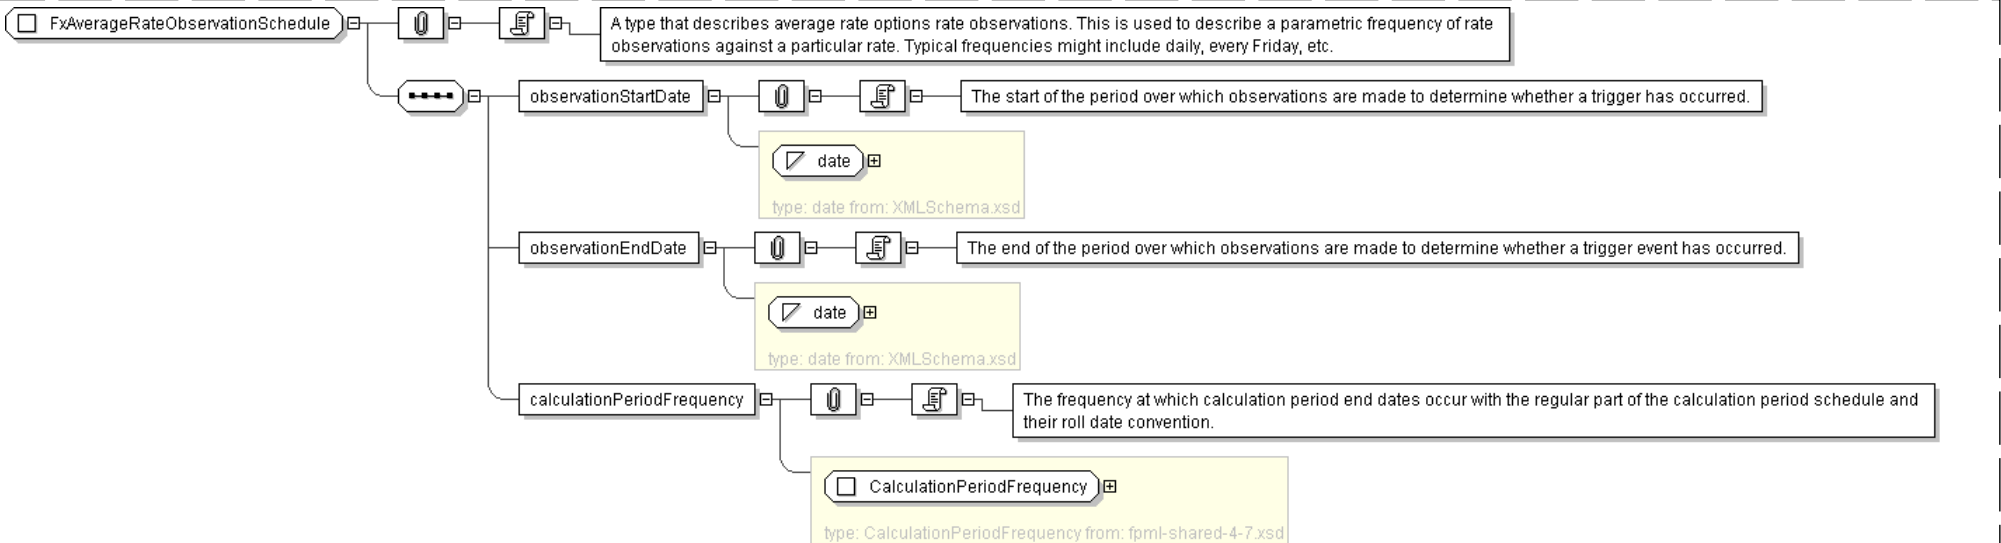 FxAverageRateObservationSchedule
A type that describes average rate options rate observations. This is used to describe a parametric frequency of rate
observations against a particular rate. Typical frequencies might include daily, every Friday, etc.
observationStartDate
The start of the period over which observations are made to determine whether a trigger has occurred.
date
type: date from: XMLSchema.xsd
observationEndDate
The end of the period over which observations are made to determine whether a trigger event has occurred.
date
type: date from: XMLSchema.xsd
calculationPeriodFrequency
The frequency at which calculation period end dates occur with the regular part of the calculation period schedule and
their roll date convention.
CalculationPeriodFrequency
type: CalculationPeriodFrequency from: fpml-shared-4-7.xsd